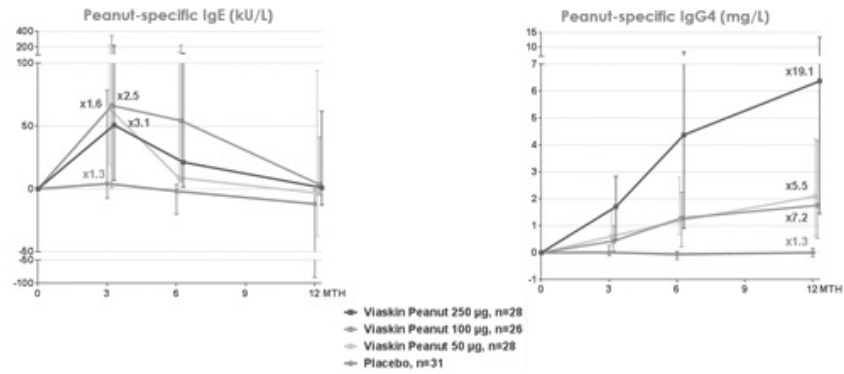 Peanut-specific IgE (kU/L)
400
200
100
50
0
-50
-50
-100
x1.6
x2.5
x3.1
x1.3
0
3
6
12 MTH
Peanut-specific IgG4 (mg/L)
15
10
7
6
5
4
3
2
1
0
-1
x19.1
x5.5
x7.2
x1.3
0
3
6
12 MTH
Viaskin Peanut 250 µg, n=28
Viaskin Peanut 100 µg, n=26
Viaskin Peanut 50 µg, n=28
Placebo, n=31